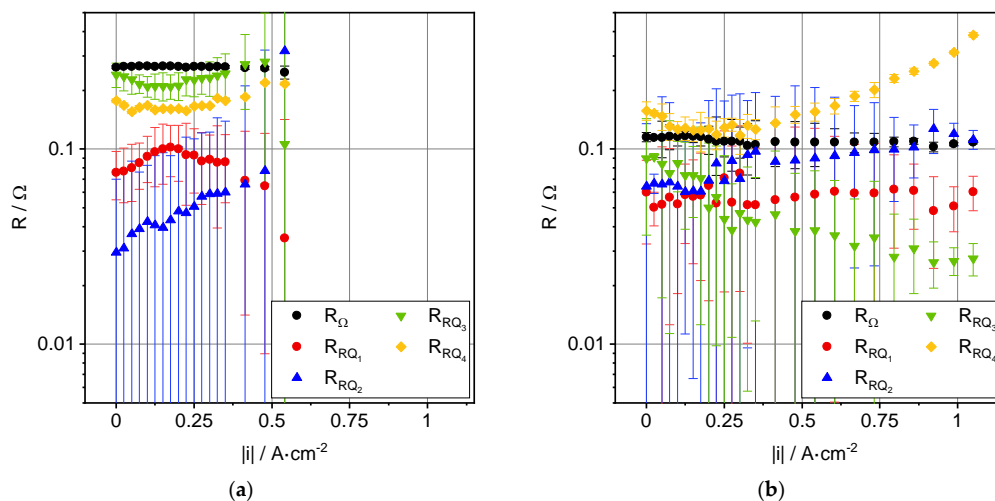 R / Ω
0.1
0.01
0
0.25
0.5
0.75
1
|i| / A·cm-2
RΩ
RRQ1
RRQ2
RRQ3
RRQ4
(a)
R / Ω
0.1
0.01
0
0.25
0.5
0.75
1
|i| / A·cm-2
RΩ
RRQ1
RRQ2
RRQ3
RRQ4
(b)